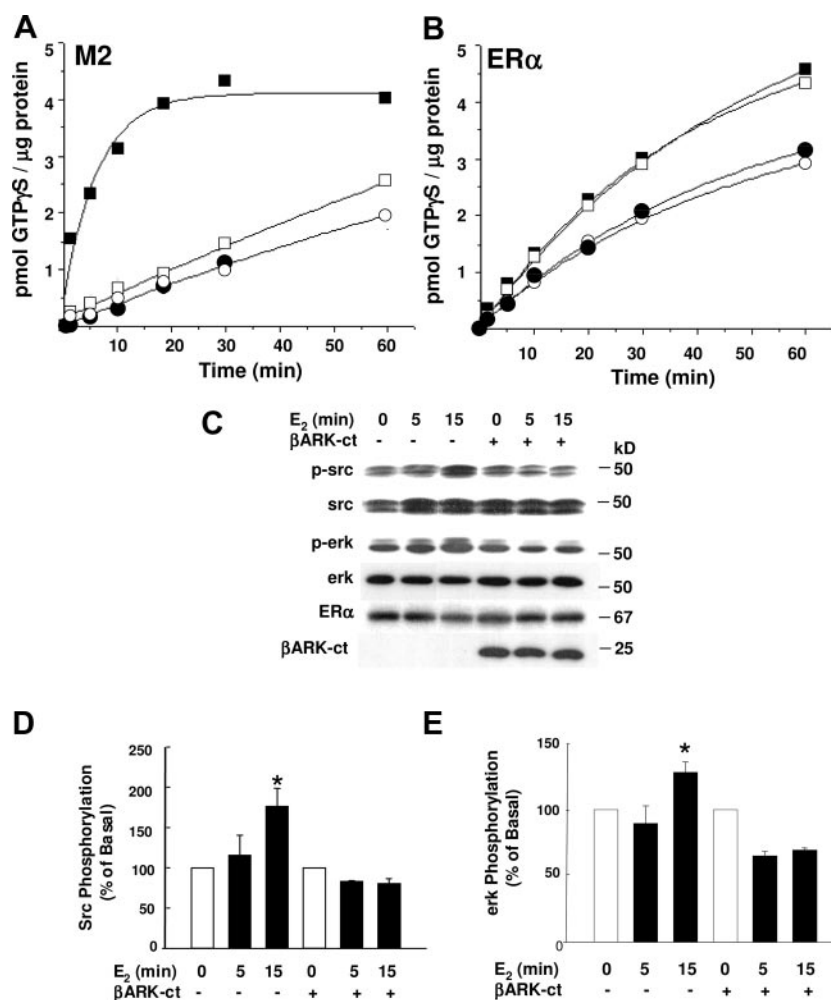 A
M2
pmol GTPγS / μg protein
5
4
3
2
1
10
20
30
40
50
60
Time (min)
B
ERα
pmol GTPγS / μg protein
5
4
3
2
1
0
10
20
30
40
50
60
Time (min)
C
E2 (min) 0 5 15 0 5 15
βARK-ct - - - + + +
kD
p-src 50
src 50
p-erk 50
erk 50
ERα 67
βARK-ct 25
D
Src Phosphorylation
(% of Basal)
250
200
150
100
50
0
*
E2 (min) 0 5 15 0 5 15
βARK-ct - - - + + +
E
erk Phosphorylation
(% of Basal)
150
100
50
0
*
E2 (min) 0 5 15 0 5 15
βARK-ct - - - + + +